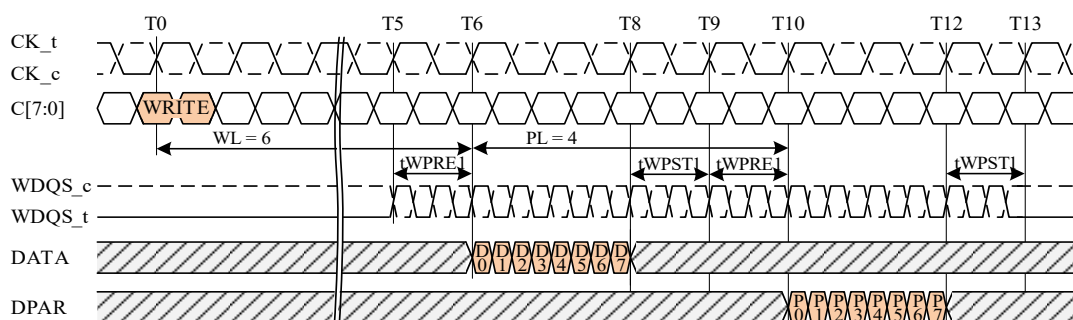 T0 T5 T6 T8 T9 T10 T12 T13
CK_t
CK_c
C[7:0] WRITE
WL = 6 PL = 4
tWPRE1 tWPST1 tWPRE1 tWPST1
WDQS_c
WDQS_t
DATA D0 D1 D2 D3 D4 D5 D6 D7
DPAR P0 P1 P2 P3 P4 P5 P6 P7